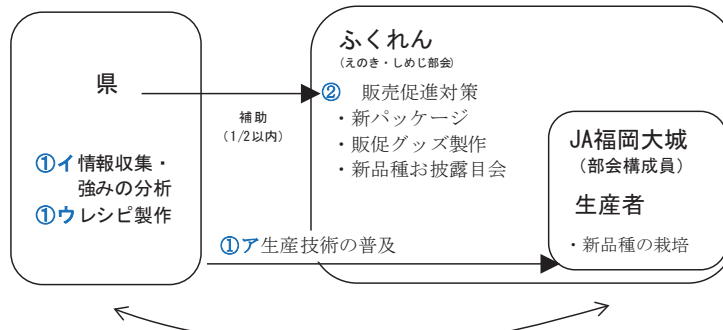 県
①イ情報収集・
強みの分析
①ウレシピ製作
補助
(1/2以内)
①ア生産技術の普及
ふくれん
(えのき・しめじ部会)
② 販売促進対策
・新パッケージ
・販促グッズ製作
・新品種お披露目会
JA福岡大城
(部会構成員)
生産者
・新品種の栽培